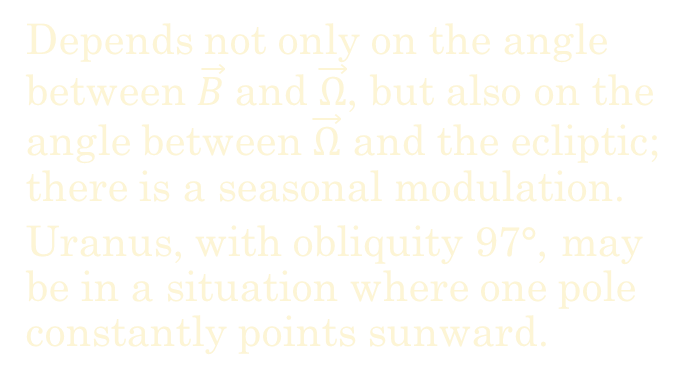 Depends not only on the angle
between $\vec{B}$ and $\vec{\Omega}$, but also on the
angle between $\vec{\Omega}$ and the ecliptic;
there is a seasonal modulation.
Uranus, with obliquity 97°, may
be in a situation where one pole
constantly points sunward.